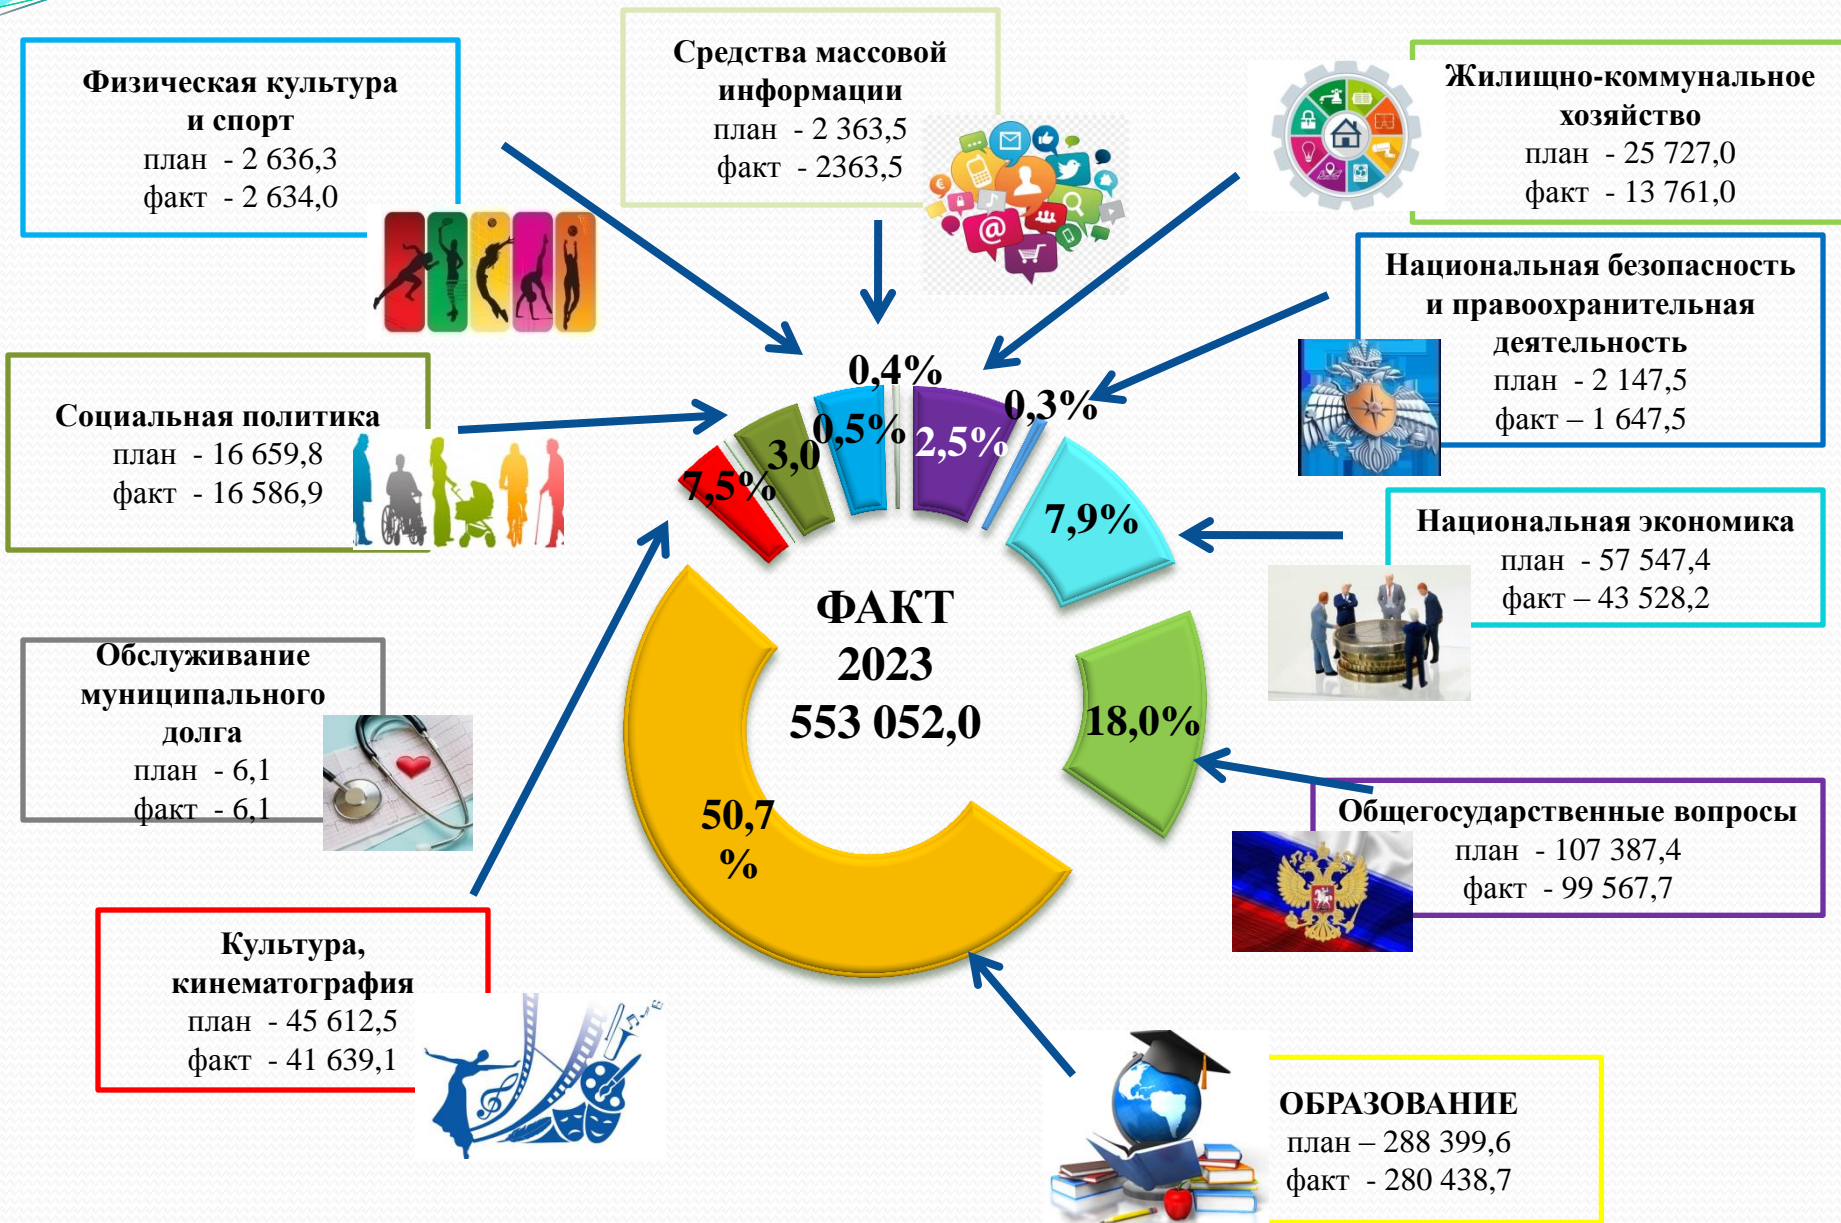 Физическая культура
и спорт
план - 2 636,3
факт - 2 634,0
Средства массовой
информации
план - 2 363,5
факт - 2363,5
Жилищно-коммунальное
хозяйство
план - 25 727,0
факт - 13 761,0
Национальная безопасность
и правоохранительная
деятельность
план - 2 147,5
факт – 1 647,5
Социальная политика
план - 16 659,8
факт - 16 586,9
Национальная экономика
план - 57 547,4
факт – 43 528,2
Обслуживание
муниципального
долга
план - 6,1
факт - 6,1
Общегосударственные вопросы
план - 107 387,4
факт - 99 567,7
Культура,
кинематография
план - 45 612,5
факт - 41 639,1
ОБРАЗОВАНИЕ
план – 288 399,6
факт - 280 438,7
7,5%
3,0
0,5%
0,4%
2,5%
0,3%
7,9%
18,0%
50,7
%
ФАКТ
2023
553 052,0